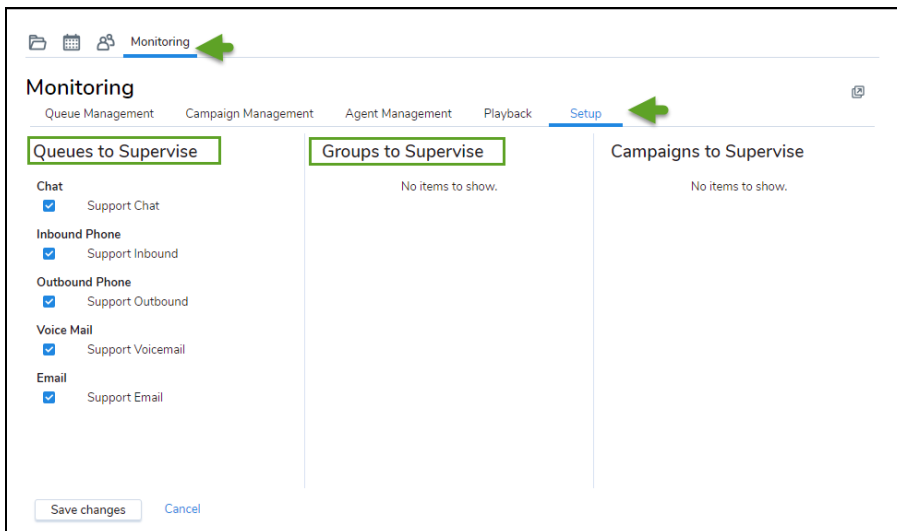 Monitoring
Monitoring
Queue Management Campaign Management Agent Management Playback Setup
Queues to Supervise
Chat
Support Chat
Inbound Phone
Support Inbound
Outbound Phone
Support Outbound
Voice Mail
Support Voicemail
Email
Support Email
Groups to Supervise
No items to show.
Campaigns to Supervise
No items to show.
Save changes Cancel